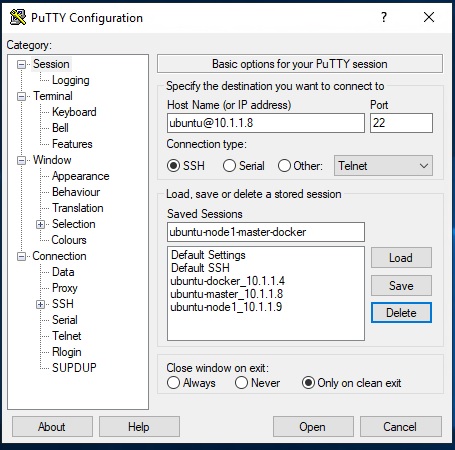 PuTTY Configuration
?
Category:
Session
Logging
Terminal
Keyboard
Bell
Features
Window
Appearance
Behaviour
Translation
Selection
Colours
Connection
Data
Proxy
SSH
Serial
Telnet
Rlogin
SUPDUP
Basic options for your PuTTY session
Specify the destination you want to connect to
Host Name (or IP address) Port
ubuntu@10.1.1.8 22
Connection type:
SSH Serial Other: Telnet
Load, save or delete a stored session
Saved Sessions
ubuntu-node1-master-docker
Default Settings
Default SSH
ubuntu-docker_10.1.1.4
ubuntu-master_10.1.1.8
ubuntu-node1_10.1.1.9
Load
Save
Delete
Close window on exit:
Always Never Only on clean exit
About Help Open Cancel